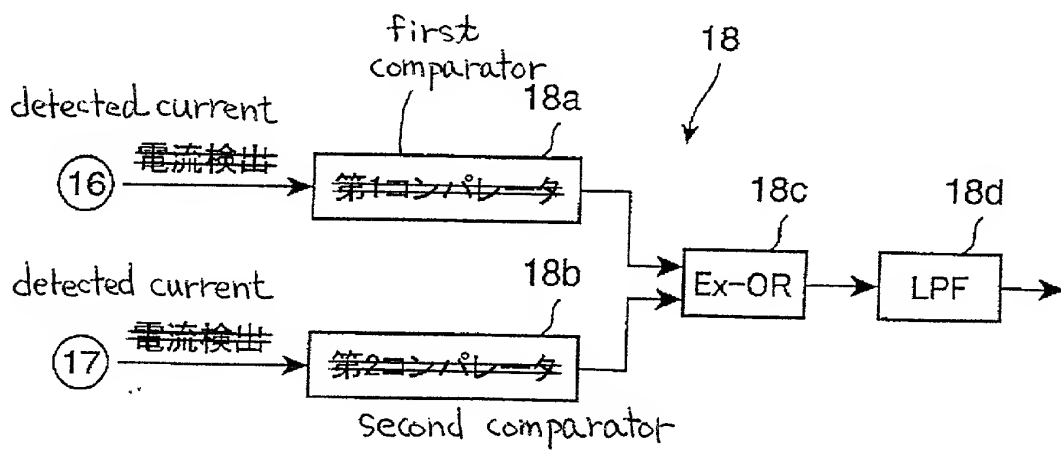 first
comparator
18
detected current
18a
電流検出
16
第1コンパレータ
18c
18d
detected current
18b
Ex-OR
LPF
電流検出
17
第2コンパレータ
second comparator